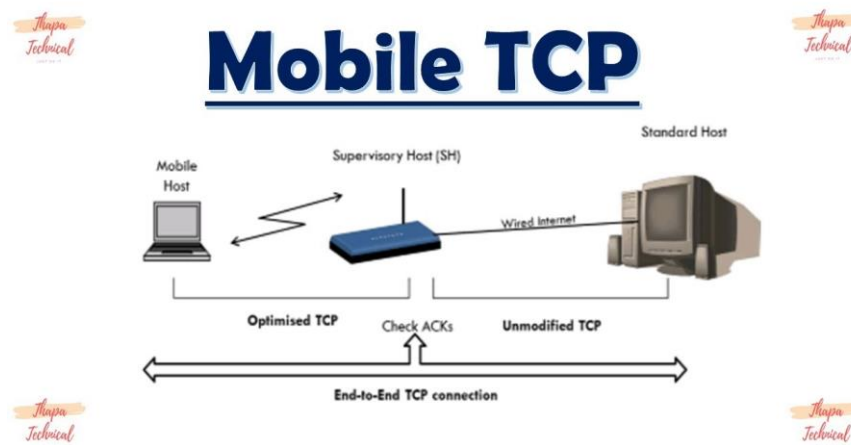 Thapa
Technical
Thapa
Technical
Mobile TCP
Standard Host
Supervisory Host (SH)
Mobile
Host
Wired Internet
Optimised TCP
Check ACKs
Unmodified TCP
End-to-End TCP connection
Thapa
Technical
Thapa
Technical